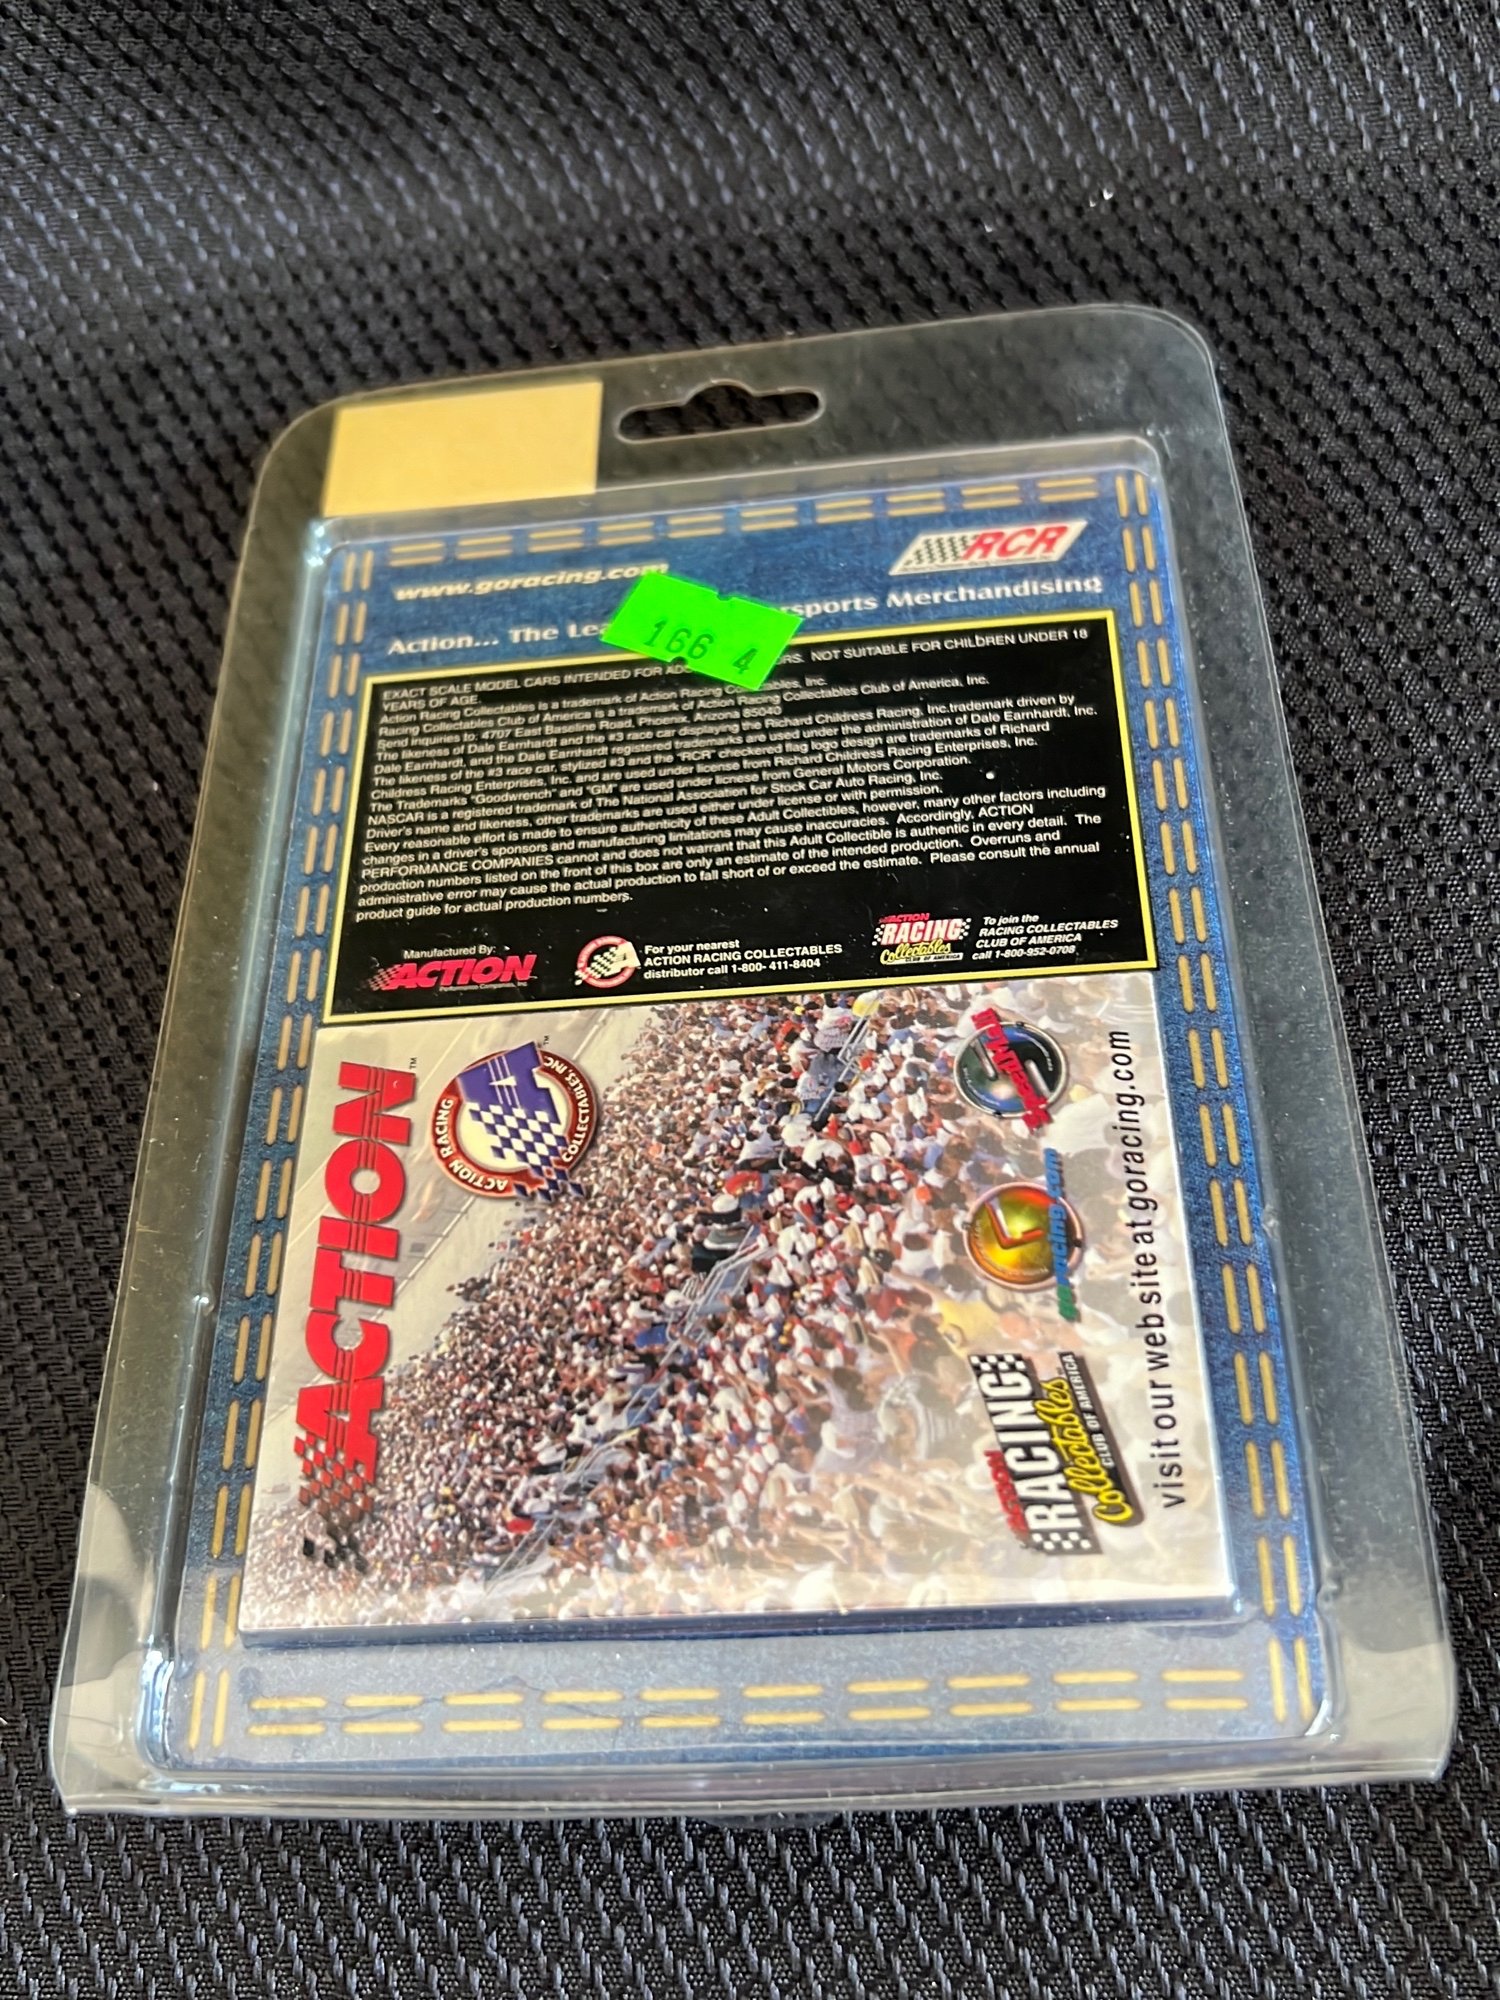 RCR
www.goracing.com
Action... The Lea rsports Merchandising
166 4
EXACT SCALE MODEL CARS INTENDED FOR AD RS. NOT SUITABLE FOR CHILDREN UNDER 18
YEARS OF AGE.
Action Racing Collectables is a trademark of Action Racing Collectables, Inc.
Racing Collectables Club of America is a trademark of Action Racing Collectables Club of America, Inc.
Send inquiries to: 4707 East Baseline Road, Phoenix, Arizona 85040
The likeness of Dale Earnhardt and the #3 race car displaying the Richard Childress Racing, Inc.trademark driven by
Dale Earnhardt, and the Dale Earnhardt registered trademarks are used under the administration of Dale Earnhardt, Inc.
The likeness of the #3 race car, stylized #3 and the "RCR" checkered flag logo design are trademarks of Richard
Childress Racing Enterprises, Inc. and are used under license from Richard Childress Racing Enterprises, Inc.
The Trademarks "Goodwrench" and "GM" are used under licnese from General Motors Corporation.
NASCAR is a registered trademark of The National Association for Stock Car Auto Racing, Inc.
Driver's name and likeness, other trademarks are used either under license or with permission.
Every reasonable effort is made to ensure authenticity of these Adult Collectibles, however, many other factors including
changes in a driver's sponsors and manufacturing limitations may cause inaccuracies. Accordingly, ACTION
PERFORMANCE COMPANIES cannot and does not warrant that this Adult Collectible is authentic in every detail. The
production numbers listed on the front of this box are only an estimate of the intended production. Overruns and
administrative error may cause the actual production to fall short of or exceed the estimate. Please consult the annual
product guide for actual production numbers.
Manufactured By:
ACTION
Performance Companies, Inc.
For your nearest
ACTION RACING COLLECTABLES
distributor call 1-800- 411-8404
ACTION
RACING
Collectables
CLUB OF AMERICA
To join the
RACING COLLECTABLES
CLUB OF AMERICA
call 1-800-952-0708
ACTION™
ACTION RACING COLLECTABLES, INC. ™
goracing.com
ACTION
RACING
Collectables
CLUB OF AMERICA
visit our web site at goracing.com